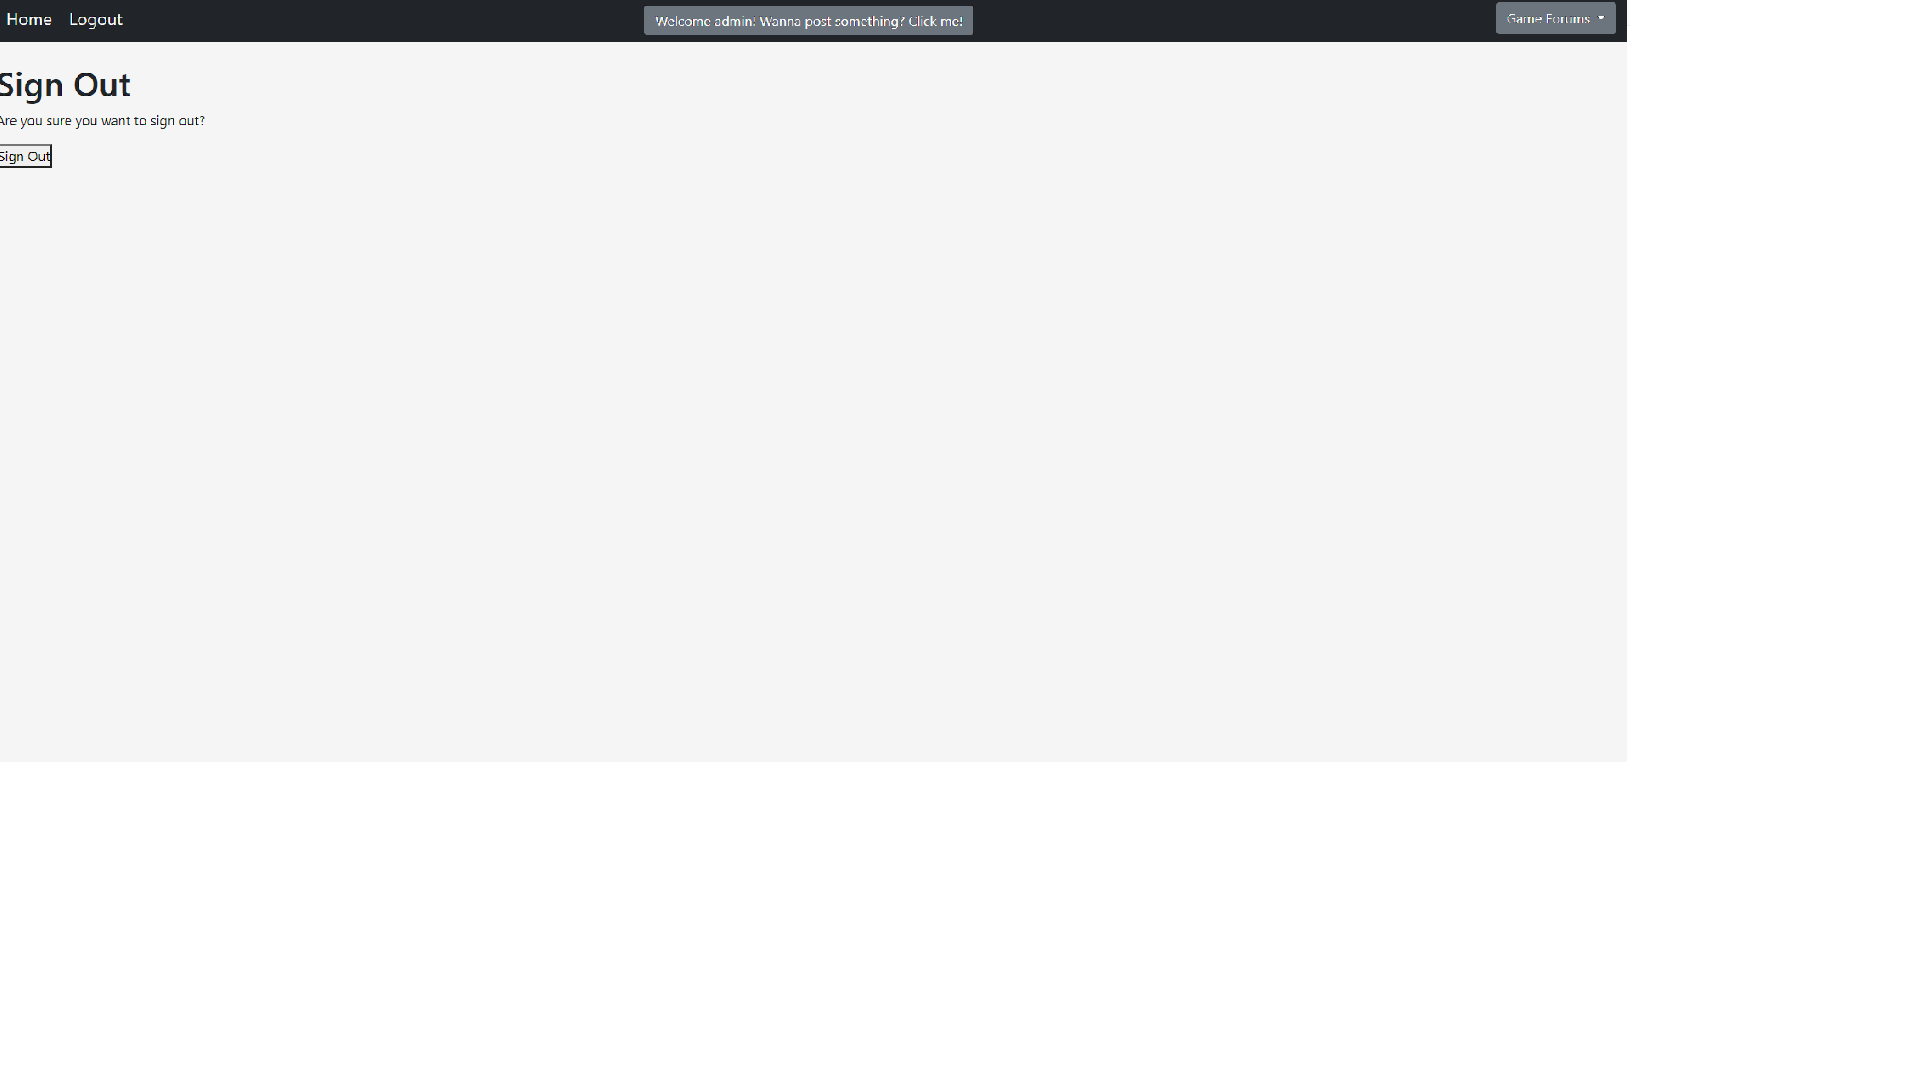 Home Logout Welcome admin! Wanna post something? Click me! Game Forums
Sign Out
Are you sure you want to sign out?
Sign Out